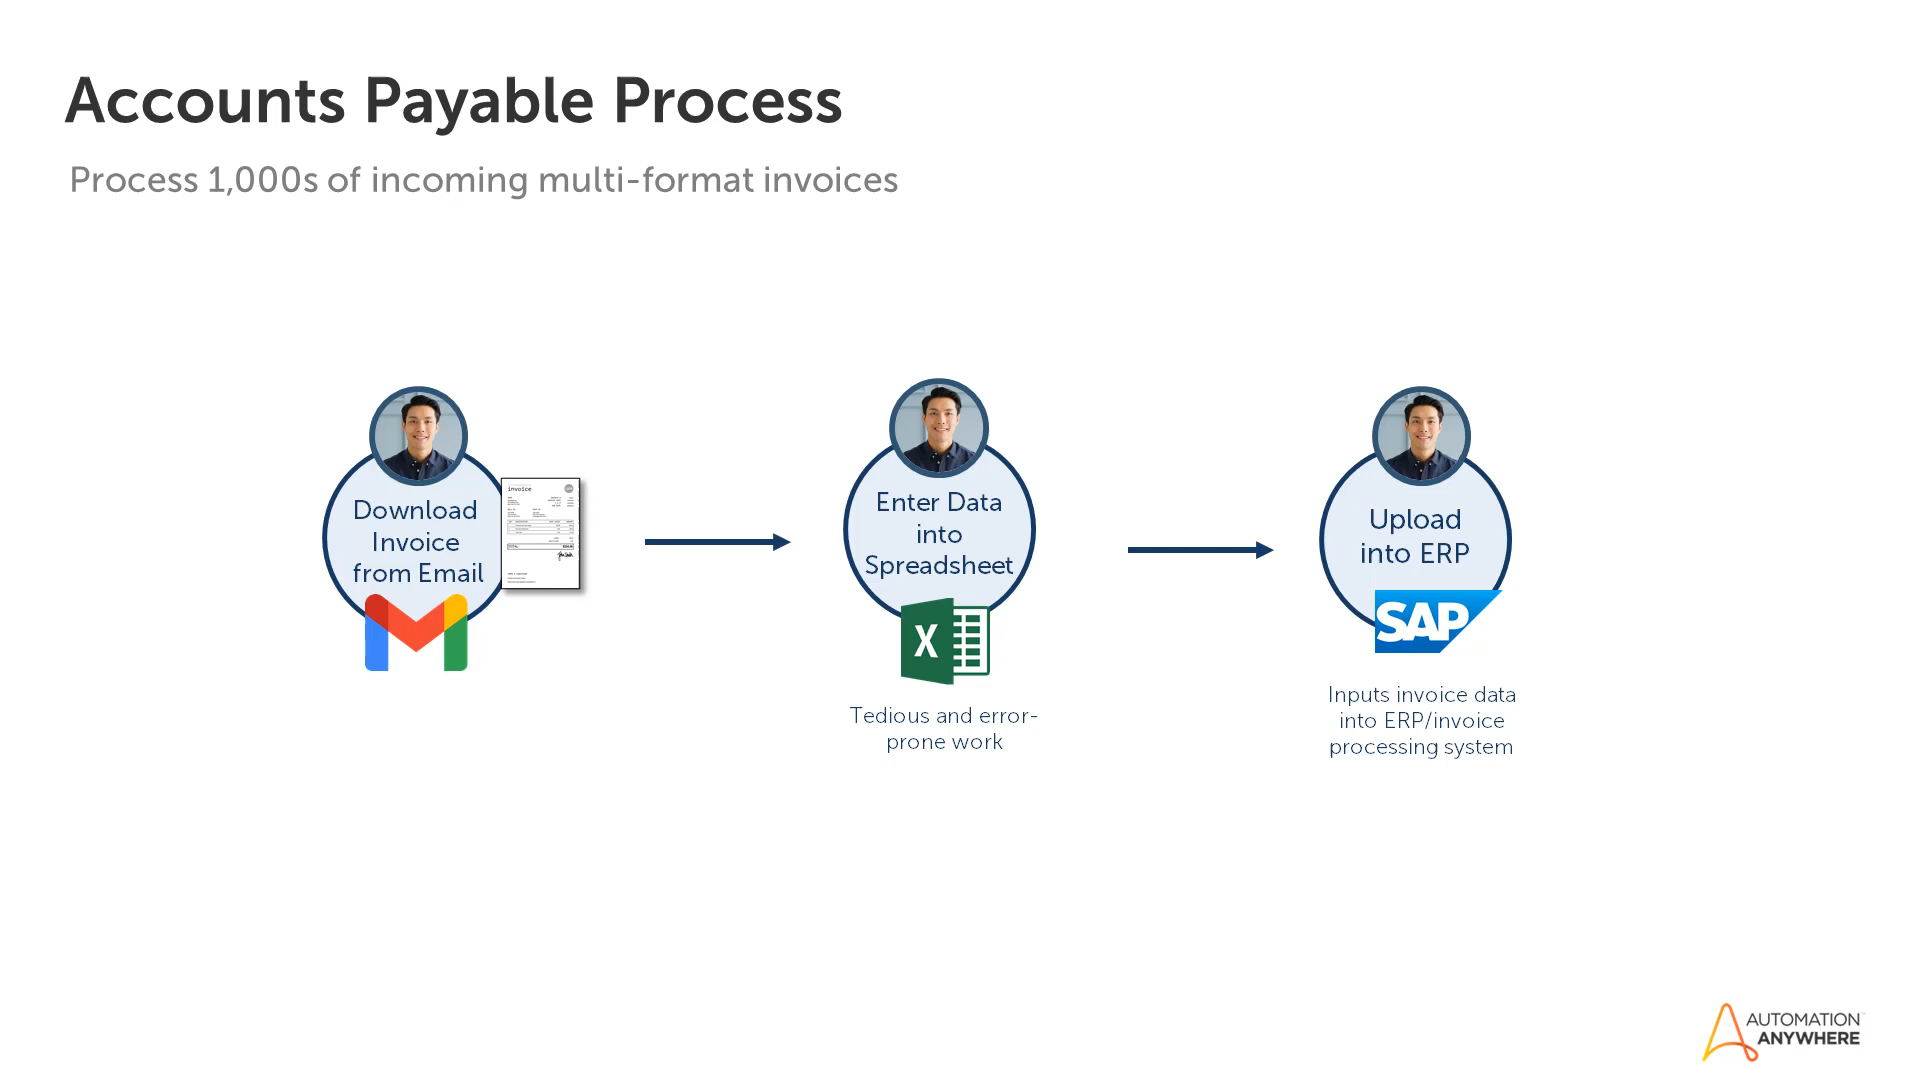 Accounts Payable Process
Process 1,000s of incoming multi-format invoices
Download
Invoice
from Email
invoice
Enter Data
into
Spreadsheet
X
Tedious and error-
prone work
Upload
into ERP
SAP
Inputs invoice data
into ERP/invoice
processing system
AUTOMATION
ANYWHERE